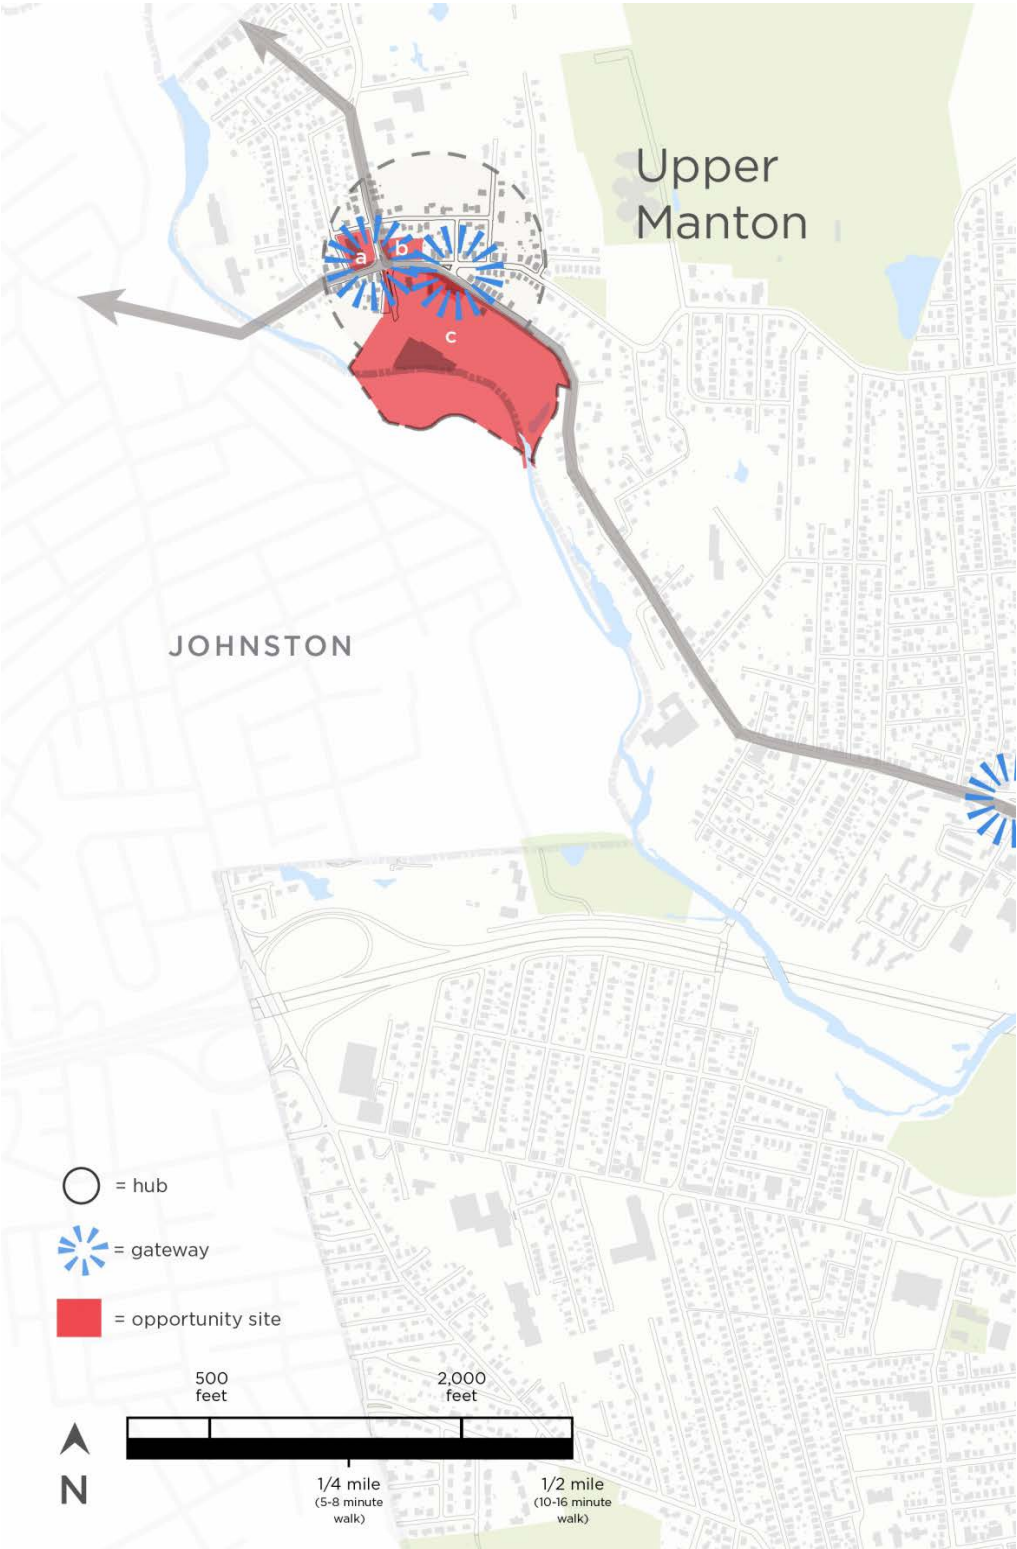 Upper
Manton
a
b
c
JOHNSTON
= hub
= gateway
= opportunity site
500
feet
2,000
feet
1/4 mile
(5-8 minute
walk)
1/2 mile
(10-16 minute
walk)
N